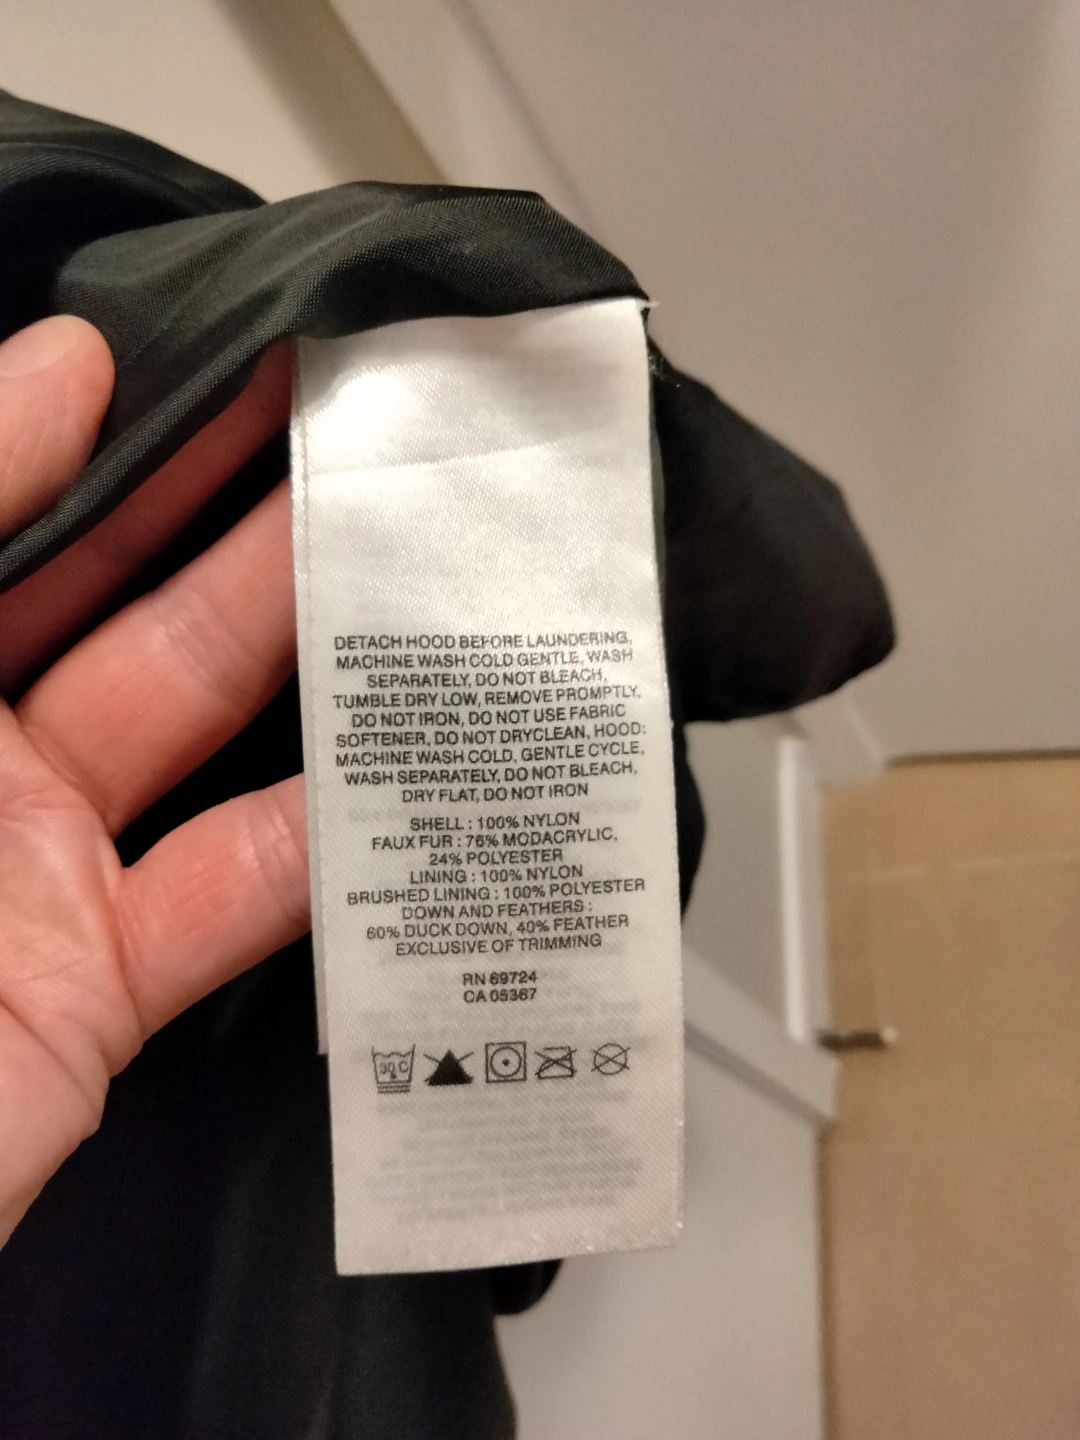 DETACH HOOD BEFORE LAUNDERING,
MACHINE WASH COLD GENTLE, WASH
SEPARATELY, DO NOT BLEACH,
TUMBLE DRY LOW, REMOVE PROMPTLY,
DO NOT IRON, DO NOT USE FABRIC
SOFTENER, DO NOT DRYCLEAN, HOOD:
MACHINE WASH COLD, GENTLE CYCLE,
WASH SEPARATELY, DO NOT BLEACH,
DRY FLAT, DO NOT IRON
SHELL : 100% NYLON
FAUX FUR : 76% MODACRYLIC,
24% POLYESTER
LINING : 100% NYLON
BRUSHED LINING : 100% POLYESTER
DOWN AND FEATHERS :
60% DUCK DOWN, 40% FEATHER
EXCLUSIVE OF TRIMMING
RN 69724
CA 05367
30 C